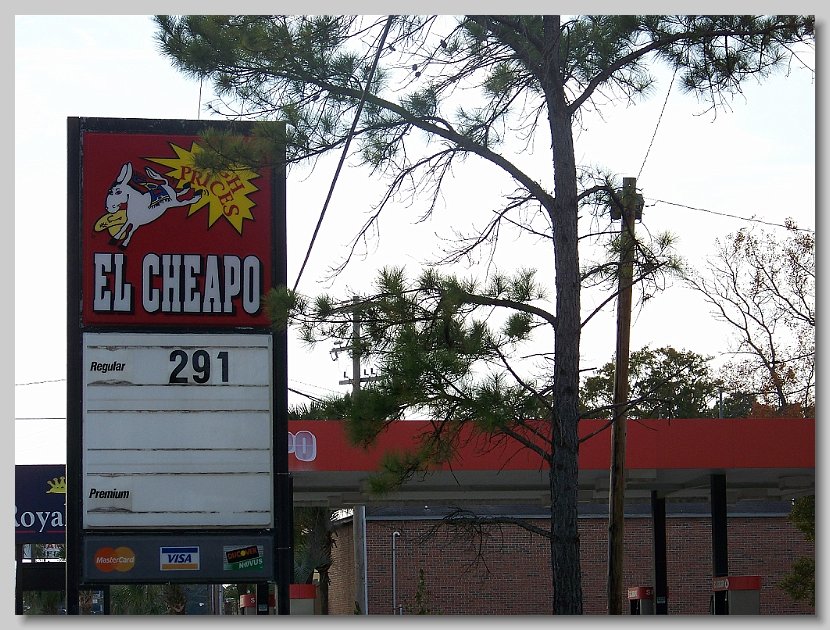 PRICES
EL CHEAPO
Regular 291
Premium
MasterCard
VISA
DISCOVER
NOVUS
Royal